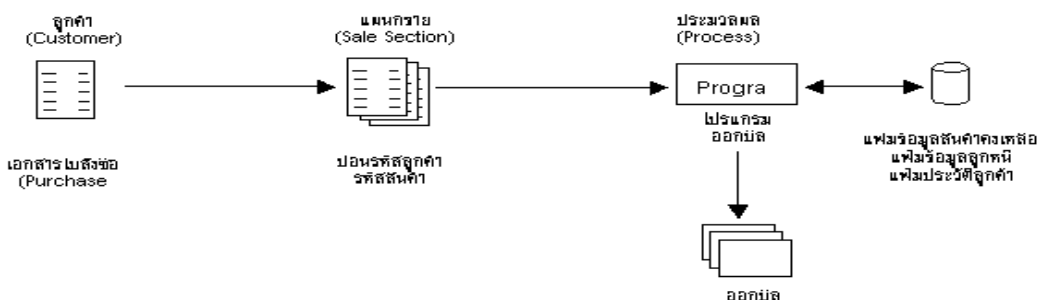 ลูกค้า
(Customer)
แผนกขาย
(Sale Section)
ประมวลผล
(Process)
Progra
โปรแกรม
ออกบิล
เอกสารใบสั่งซื้อ
(Purchase
ป้อนรหัสลูกค้า
รหัสสินค้า
แฟ้มข้อมูลสินค้าคงเหลือ
แฟ้มข้อมูลลูกหนี้
แฟ้มประวัติลูกค้า
ออกบิล